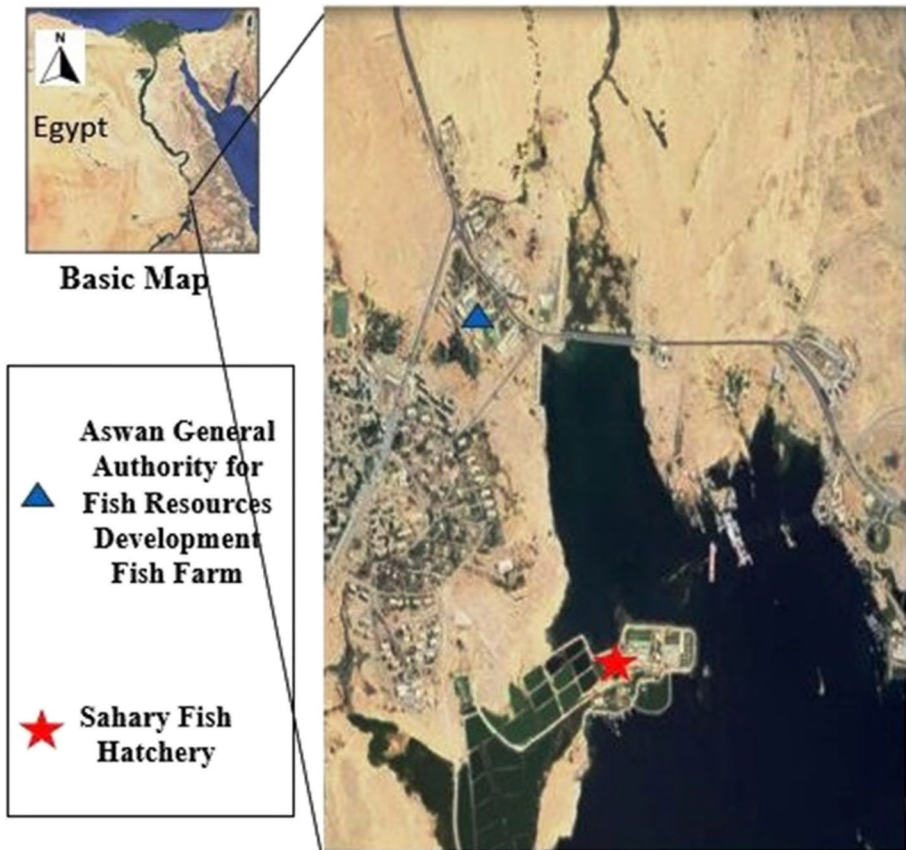 N
Egypt
Basic Map
Aswan General
Authority for
Fish Resources
Development
Fish Farm
Sahary Fish
Hatchery